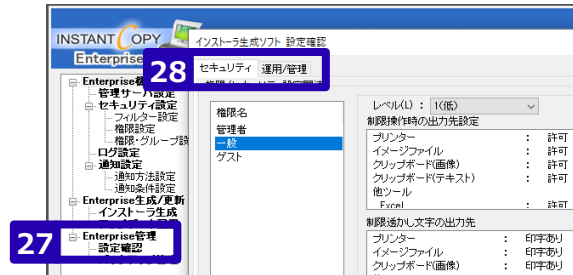 INSTANT COPY
Enterprise
インストーラ生成ソフト 設定確認
28
セキュリティ 運用/管理
Enterprise
管理サーバ設定
セキュリティ設定
フィルター設定
権限設定
権限・グループ設
ログ設定
通知設定
通知方法設定
通知条件設定
Enterprise生成/更新
インストーラ生成
27
Enterprise管理
設定確認
権限名
管理者
一般
ゲスト
レベル(L) : 1(低)
制限操作時の出力先設定
プリンター : 許可
イメージファイル : 許可
クリップボード(画像) : 許可
クリップボード(テキスト) : 許可
他ツール
Excel : 許可
制限透かし文字の出力先
プリンター : 印字あり
イメージファイル : 印字あり
クリップボード(画像) : 印字あり